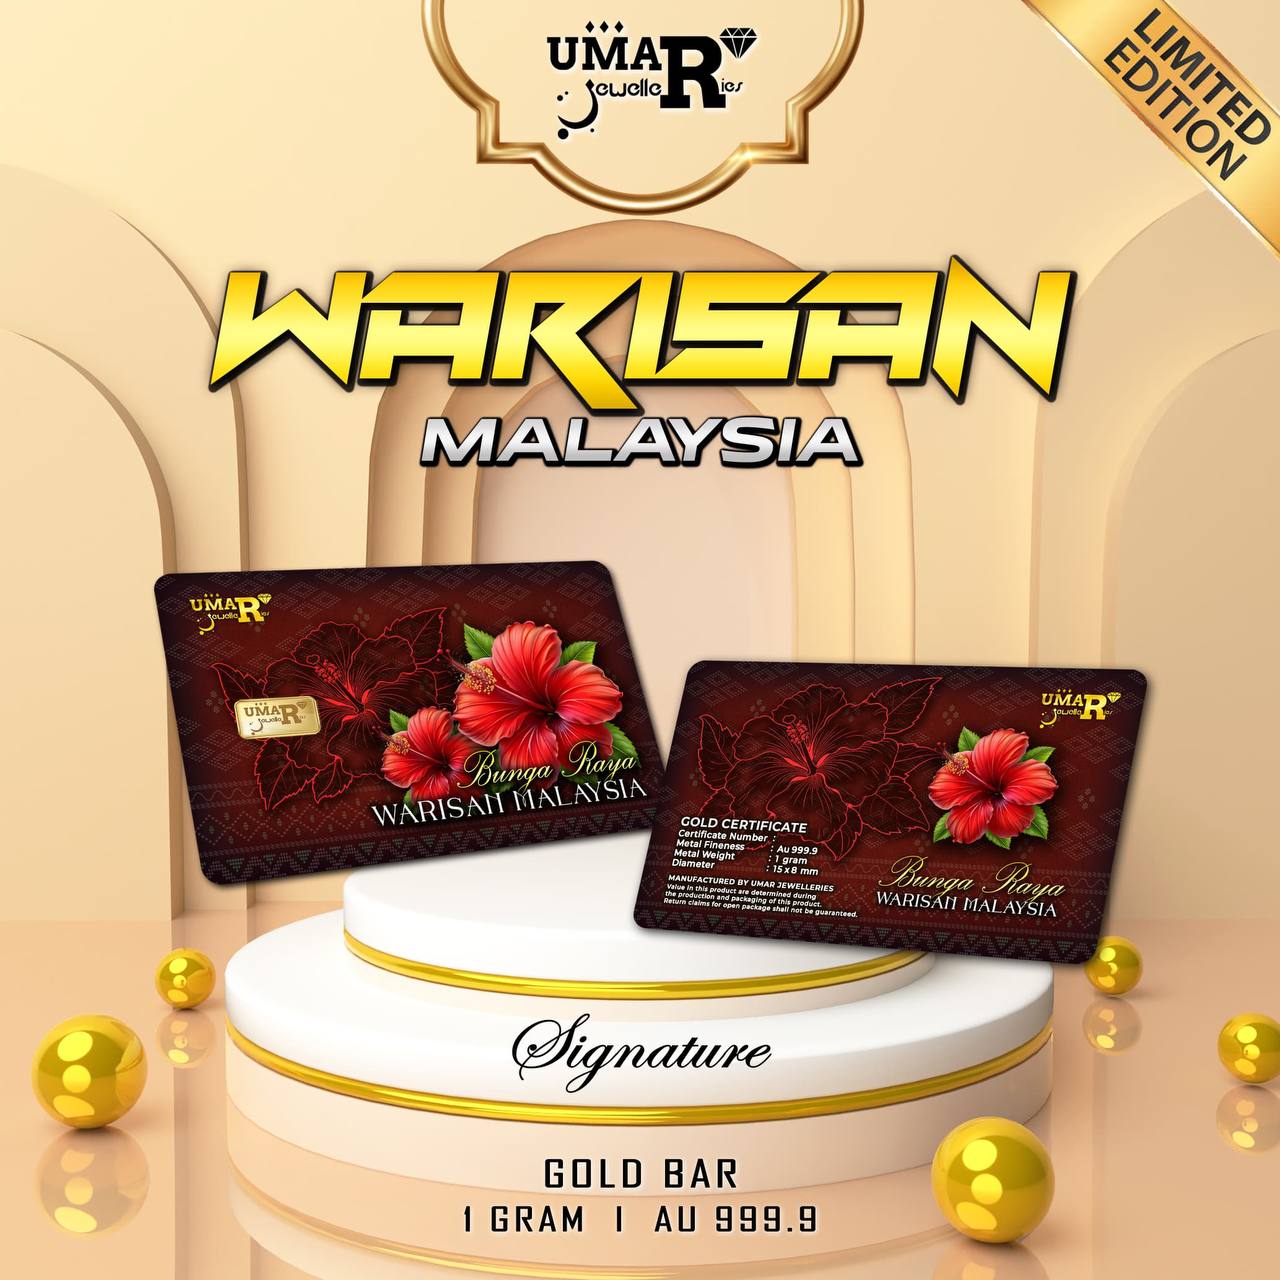 UMAR
Jewelleries
LIMITED
EDITION
WARISAN
MALAYSIA
UMAR
Jewelleries
UMAR
Jewelleries
Bunga Raya
WARISAN MALAYSIA
UMAR
Jewelleries
GOLD CERTIFICATE
Certificate Number :
Metal Fineness : Au 999.9
Metal Weight : 1 gram
Diameter : 15 x 8 mm
MANUFACTURED BY UMAR JEWELLERIES
Value in this product are determined during
the production and packaging of this product.
Return claims for open package shall not be guaranteed.
Bunga Raya
WARISAN MALAYSIA
Signature
GOLD BAR
1 GRAM I AU 999.9